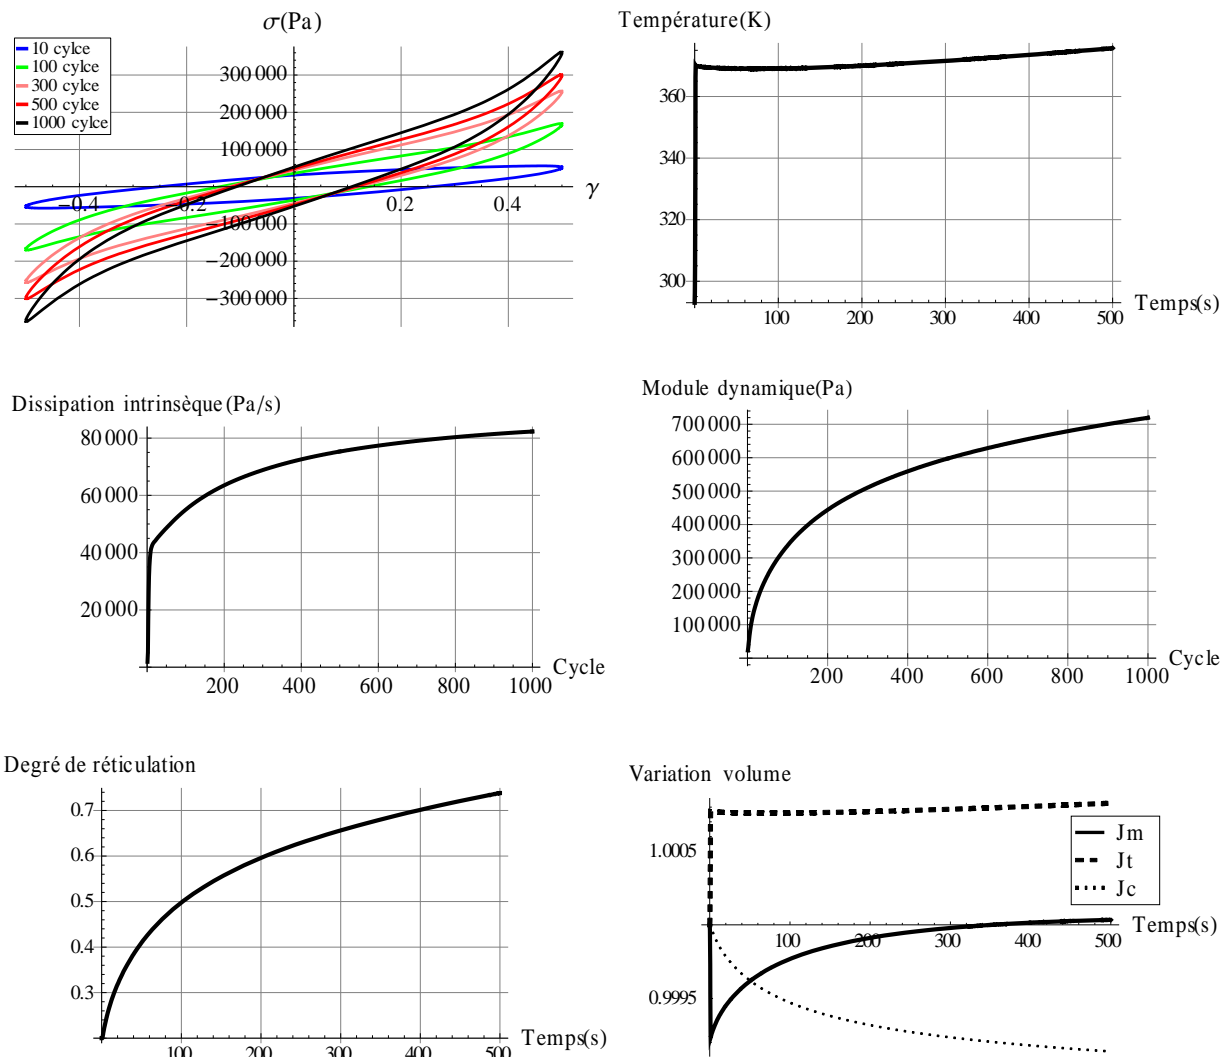 σ(Pa)
10 cylce
100 cylce
300 cylce
500 cylce
1000 cylce
300 000
200 000
100 000
−0.4
−0.2
0.2
0.4
γ
−100 000
−200 000
−300 000
Température(K)
360
340
320
300
100
200
300
400
500
Temps(s)
Dissipation intrinsèque(Pa/s)
80 000
60 000
40 000
20 000
200
400
600
800
1000
Cycle
Module dynamique(Pa)
700 000
600 000
500 000
400 000
300 000
200 000
100 000
200
400
600
800
1000
Cycle
Degré de réticulation
0.7
0.6
0.5
0.4
0.3
100
200
300
400
500
Temps(s)
Variation volume
1.0005
0.9995
Jm
Jt
Jc
100
200
300
400
500
Temps(s)